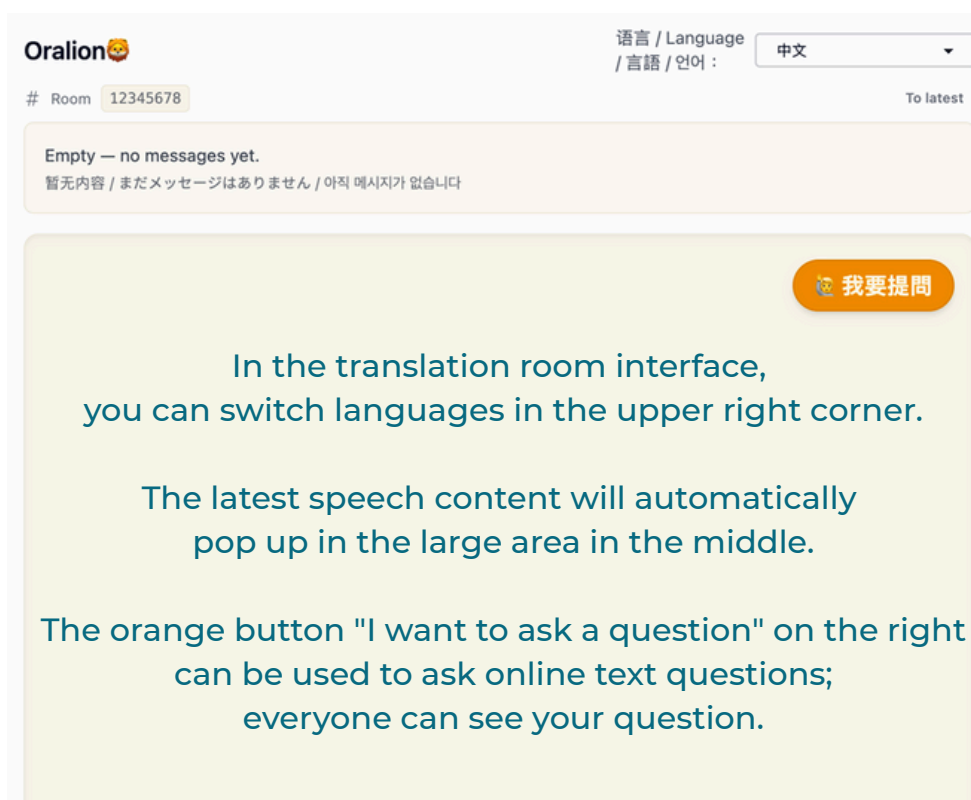 Oralion🦁
语言 / Language
/ 言語 / 언어：
中文
# Room 12345678
To latest
Empty — no messages yet.
暂无内容 / まだメッセージはありません / 아직 메시지가 없습니다
🙋 我要提問
In the translation room interface,
you can switch languages in the upper right corner.
The latest speech content will automatically
pop up in the large area in the middle.
The orange button "I want to ask a question" on the right
can be used to ask online text questions;
everyone can see your question.